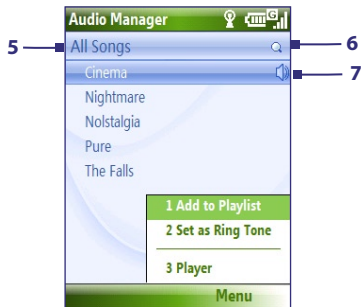 Audio Manager
G
5 All Songs 6
Cinema 7
Nightmare
Nolstalgia
Pure
The Falls
1 Add to Playlist
2 Set as Ring Tone
3 Player
Menu